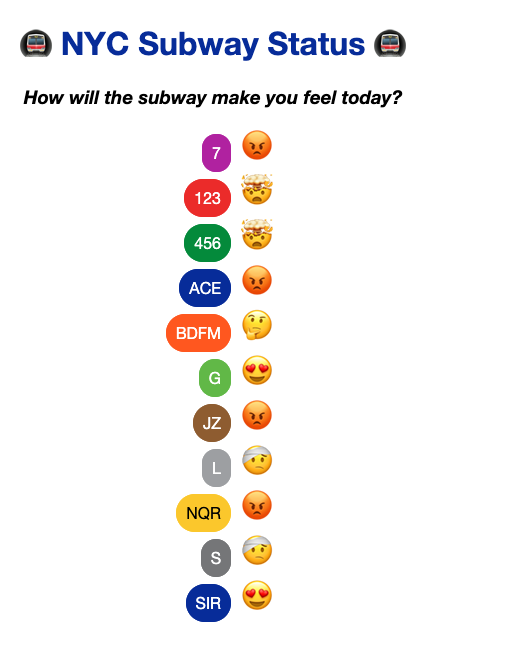 NYC Subway Status
How will the subway make you feel today?
7
123
456
ACE
BDFM
G
JZ
L
NQR
S
SIR